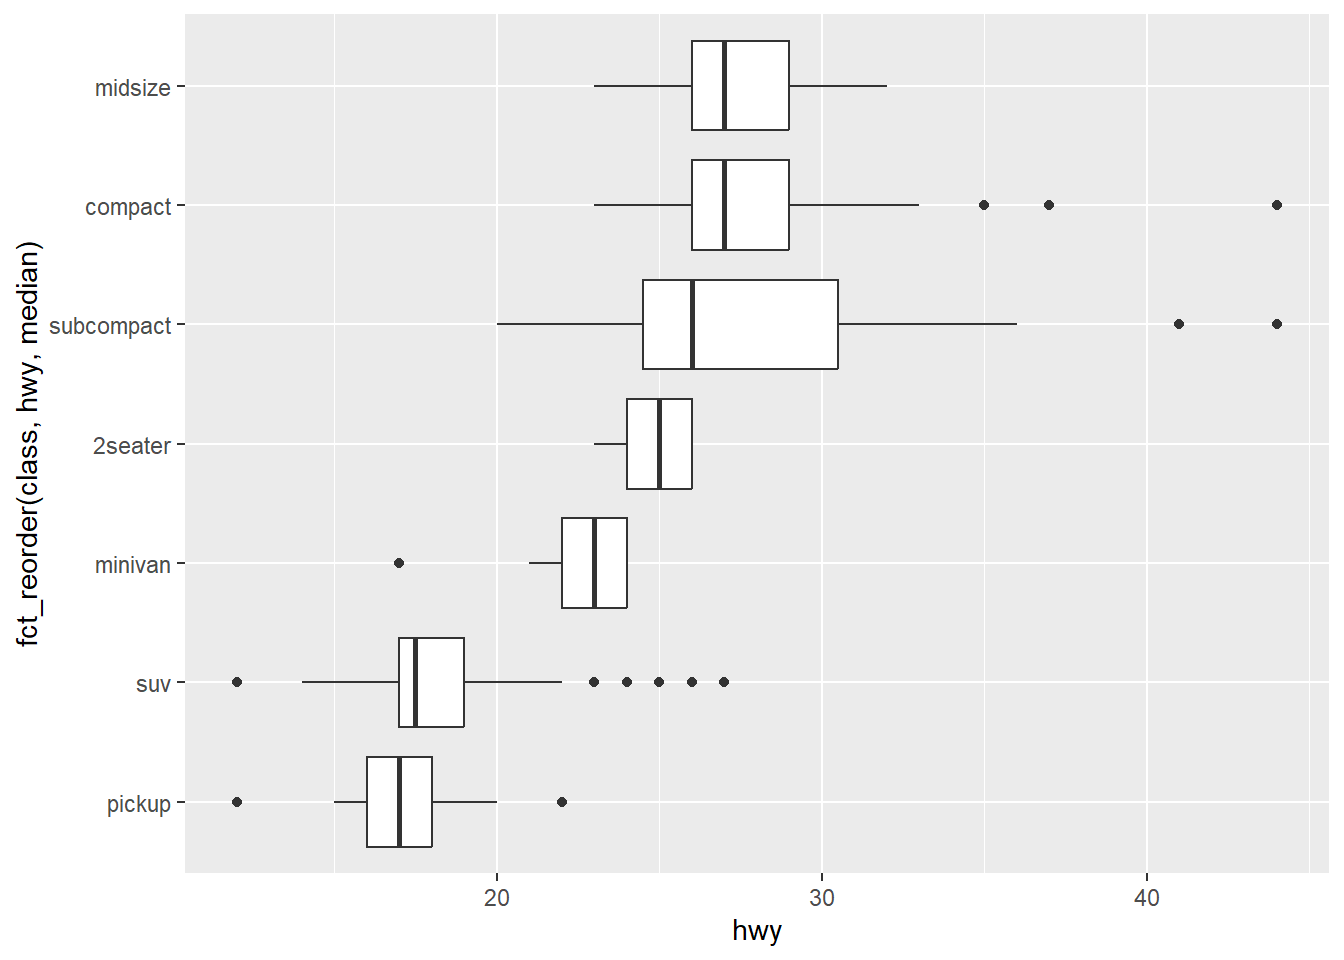 fct_reorder(class, hwy, median)
midsize
compact
subcompact
2seater
minivan
suv
pickup
20 30 40
hwy